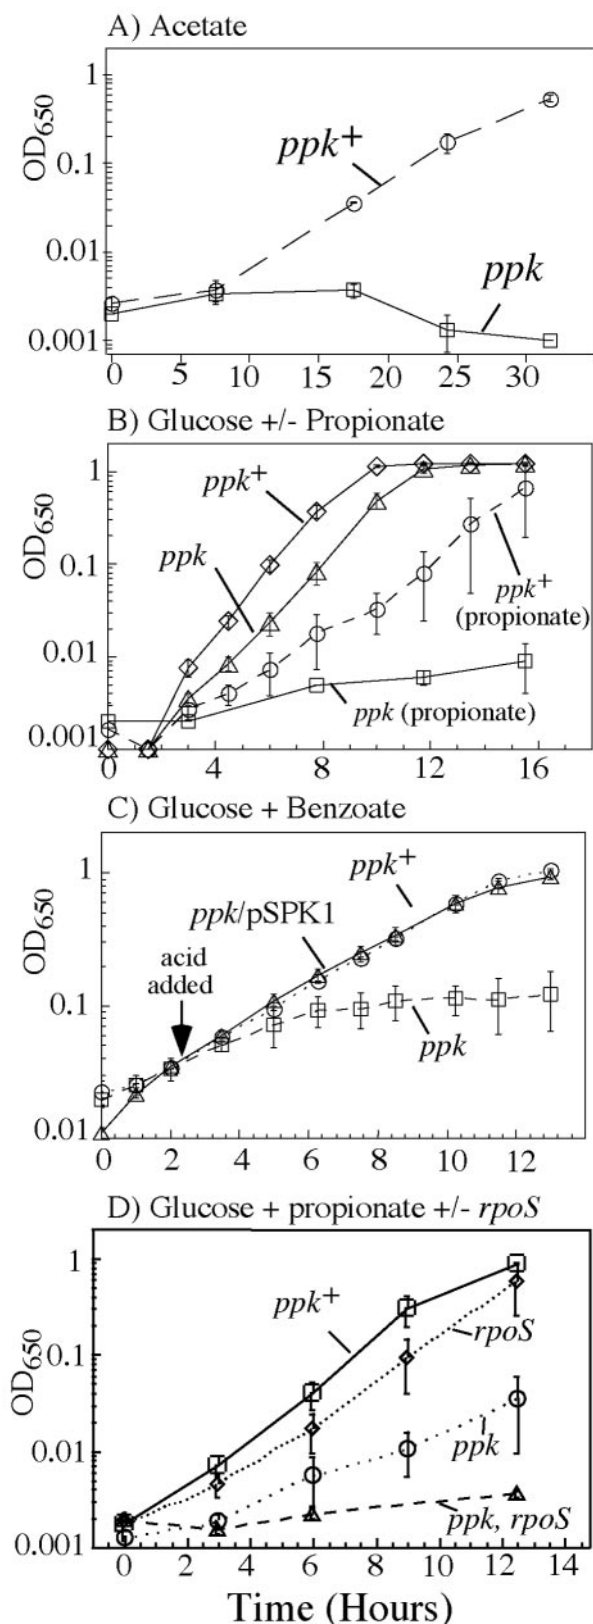 A) Acetate
1
0.1
0.01
0.001
OD650
ppk+
ppk
0 5 10 15 20 25 30
B) Glucose +/- Propionate
1
0.1
0.01
0.001
OD650
ppk+
ppk
ppk+
(propionate)
ppk (propionate)
0 4 8 12 16
C) Glucose + Benzoate
1
0.1
0.01
OD650
ppk+
ppk/pSPK1
acid
added
ppk
0 2 4 6 8 10 12
D) Glucose + propionate +/- rpoS
1
0.1
0.01
0.001
OD650
ppk+
rpoS
ppk
ppk, rpoS
0 2 4 6 8 10 12 14
Time (Hours)